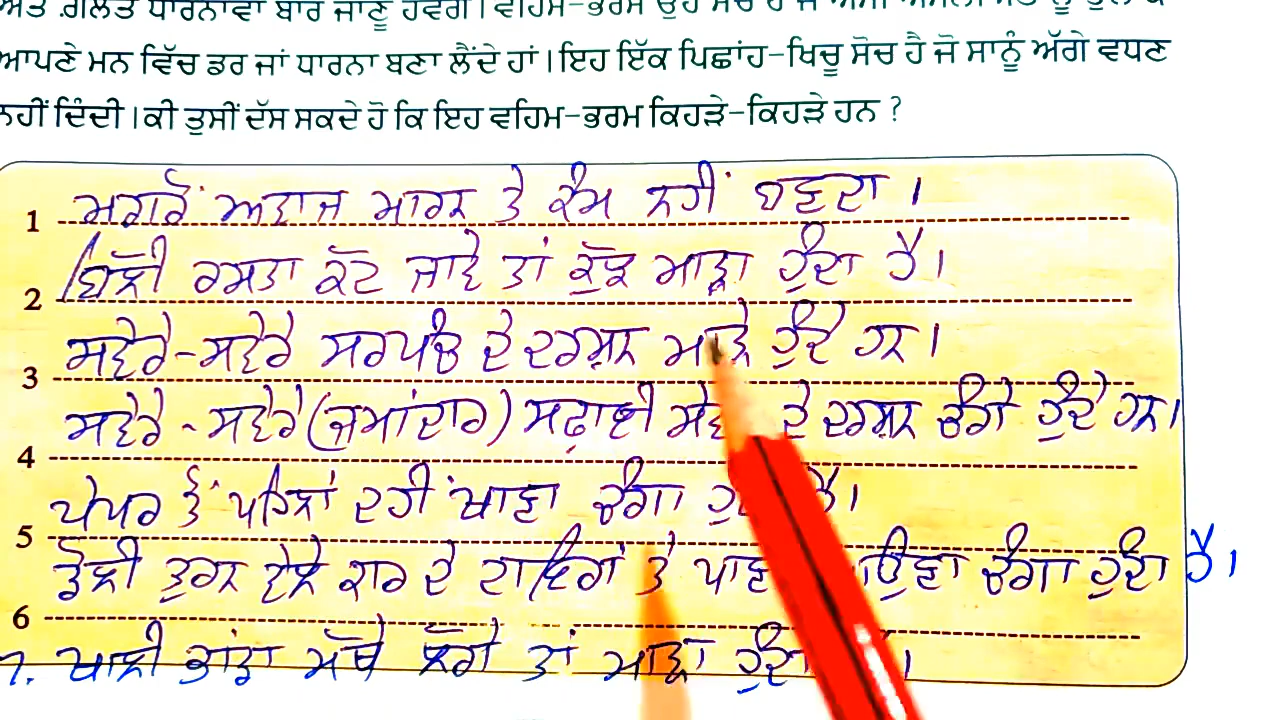 ਅਤੇ ਗ਼ਲਤ ਧਾਰਨਾਵਾਂ ਬਾਰੇ ਜਾਣੂ ਹੋਵੋਗੇ। ਵਹਿਮ-ਭਰਮ ਉਹ ਸੋਚ ਹੈ ਜੋ ਅਸੀਂ
ਆਪਣੇ ਮਨ ਵਿੱਚ ਡਰ ਜਾਂ ਧਾਰਨਾ ਬਣਾ ਲੈਂਦੇ ਹਾਂ। ਇਹ ਇੱਕ ਪਿਛਾਂਹ-ਖਿਚੂ ਸੋਚ ਹੈ ਜੋ ਸਾਨੂੰ ਅੱਗੇ ਵਧਣ
ਨਹੀਂ ਦਿੰਦੀ। ਕੀ ਤੁਸੀਂ ਦੱਸ ਸਕਦੇ ਹੋ ਕਿ ਇਹ ਵਹਿਮ-ਭਰਮ ਕਿਹੜੇ-ਕਿਹੜੇ ਹਨ ?
1 ਮਗਰੋਂ ਅਵਾਜ ਮਾਰਨ ਤੇ ਕੰਮ ਨਹੀਂ ਬਣਦਾ।
2 ਬਿੱਲੀ ਰਸਤਾ ਕੱਟ ਜਾਵੇ ਤਾਂ ਕੁੱਝ ਮਾੜਾ ਹੁੰਦਾ ਹੈ।
3 ਸਵੇਰੇ-ਸਵੇਰੇ ਸਰਪੰਚ ਦੇ ਦਰਸ਼ਨ ਮਾੜੇ ਹੁੰਦੇ ਹਨ।
4 ਸਵੇਰੇ-ਸਵੇਰੇ (ਜਮਾਂਦਾਰ) ਸਫ਼ਾਈ ਦੇ ਦਰਸ਼ਨ ਚੰਗੇ ਹੁੰਦੇ ਹਨ।
5 ਪੇਪਰ ਤੋਂ ਪਹਿਲਾਂ ਦਹੀਂ ਖਾਣਾ ਚੰਗਾ
6 ਡੋਲੀ ਤੁਰਨ ਵੇਲੇ ਕਾਰ ਦੇ ਟਾਇਰਾਂ ਤੇ ਚੰਗਾ ਹੁੰਦਾ ਹੈ।
7. ਖਾਲੀ ਭਾਂਡਾ ਮੱਥੇ ਲੱਗੇ ਤਾਂ ਮਾੜਾ ਹੁੰਦਾ